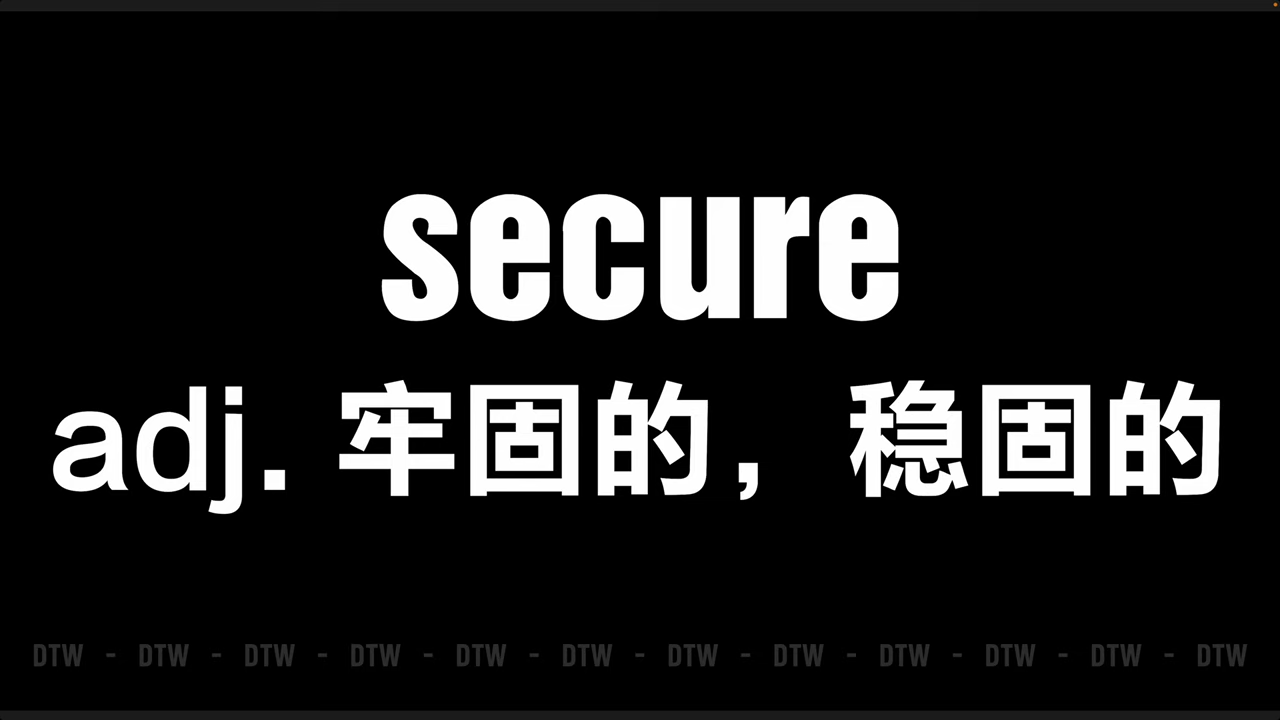 secure
adj. 牢固的，稳固的
DTW - DTW - DTW - DTW - DTW - DTW - DTW - DTW - DTW - DTW - DTW - DTW